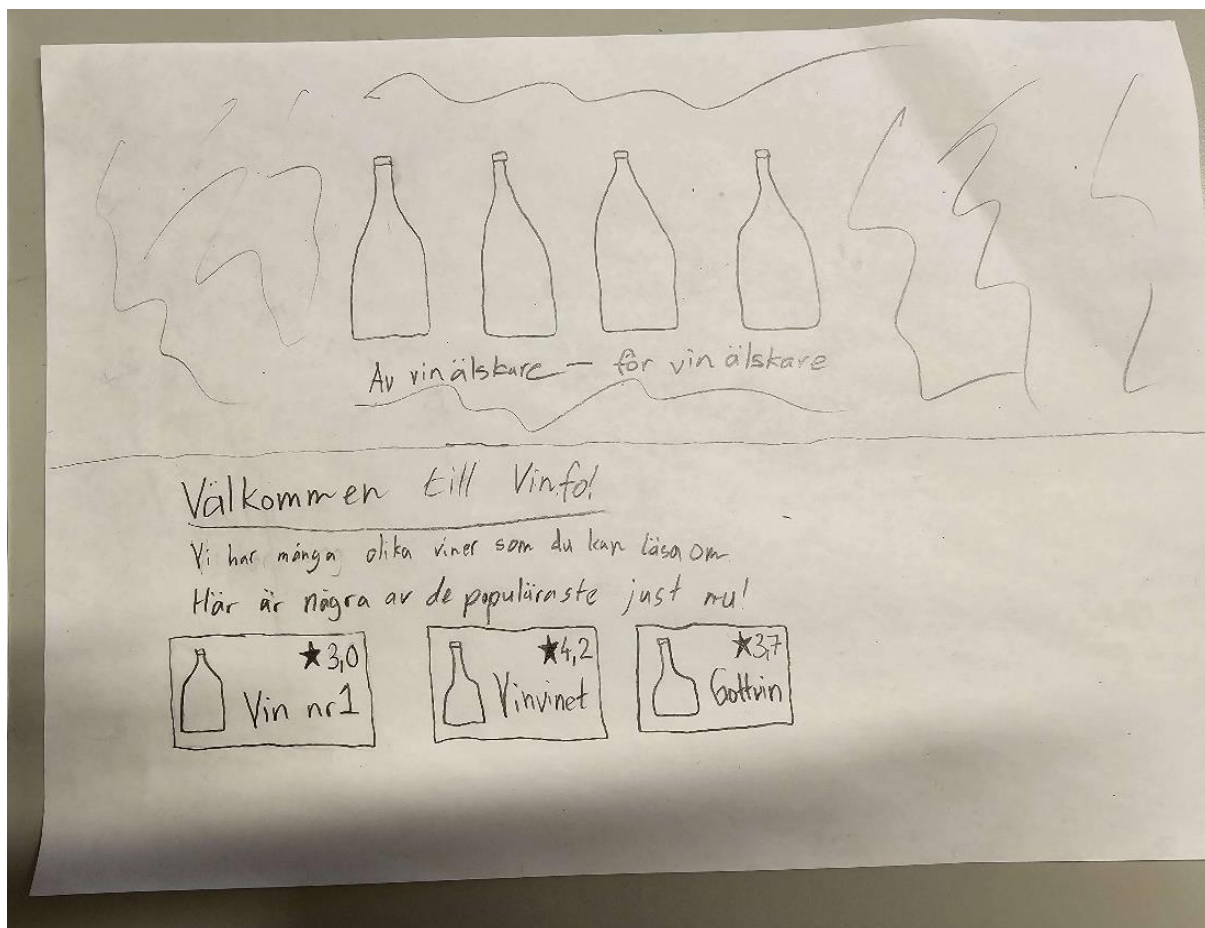 Av vinälskare – för vin älskare
Välkommen till Vinfo!
Vi har många olika viner som du kan läsa om.
Här är några av de populäraste just nu!
★3,0
Vin nr1
★4,2
Vinvinet
★3,7
Gottvin